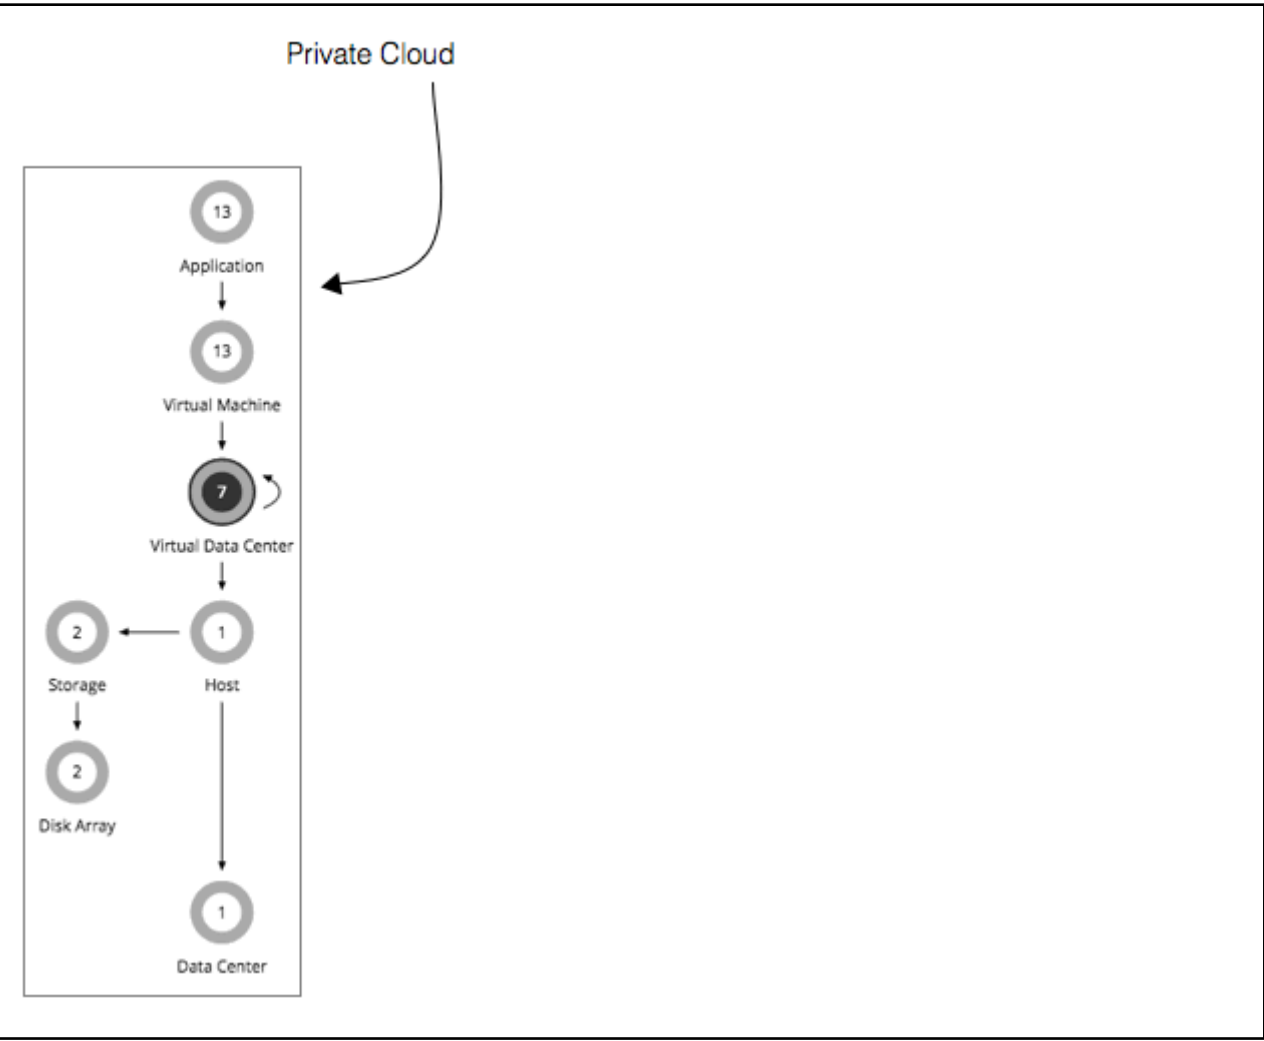 Private Cloud
13
Application
13
Virtual Machine
7
Virtual Data Center
2
1
Storage
Host
2
Disk Array
1
Data Center